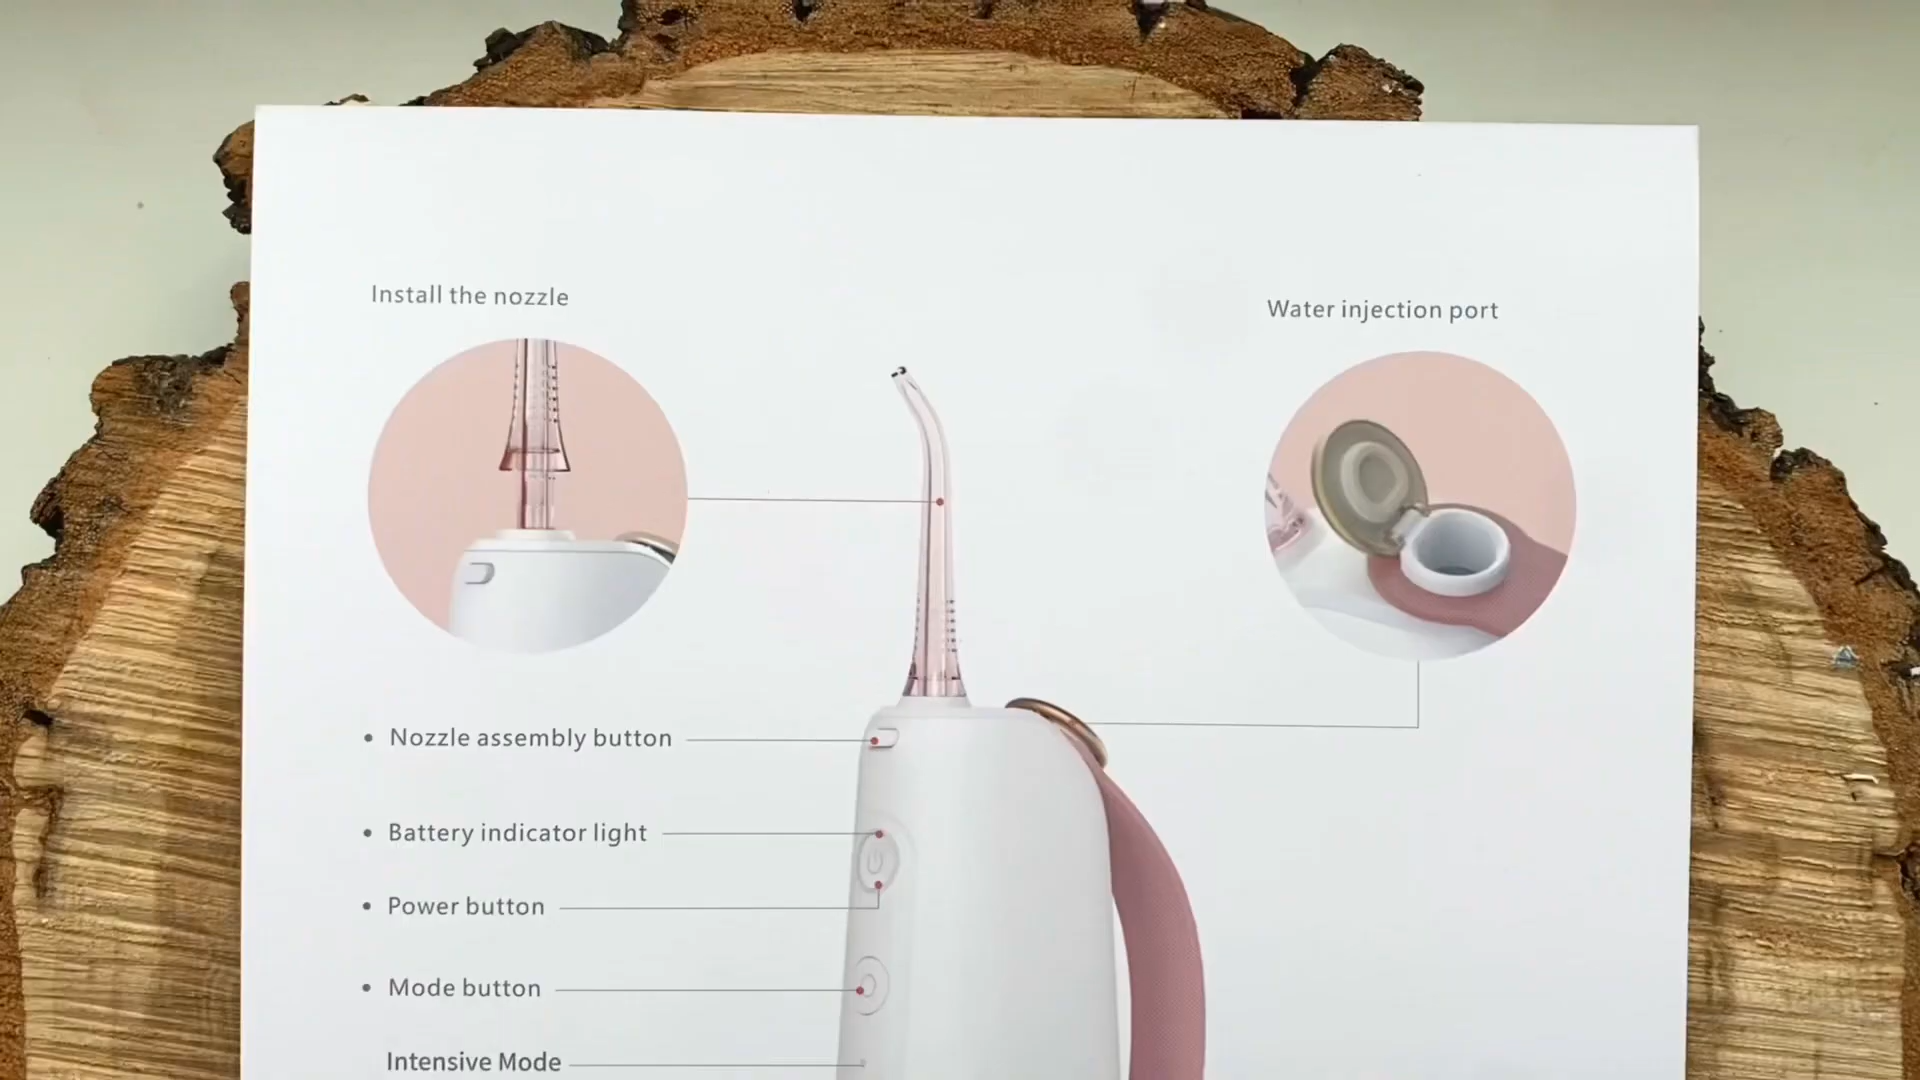 Install the nozzle
Water injection port
• Nozzle assembly button
• Battery indicator light
• Power button
• Mode button
Intensive Mode